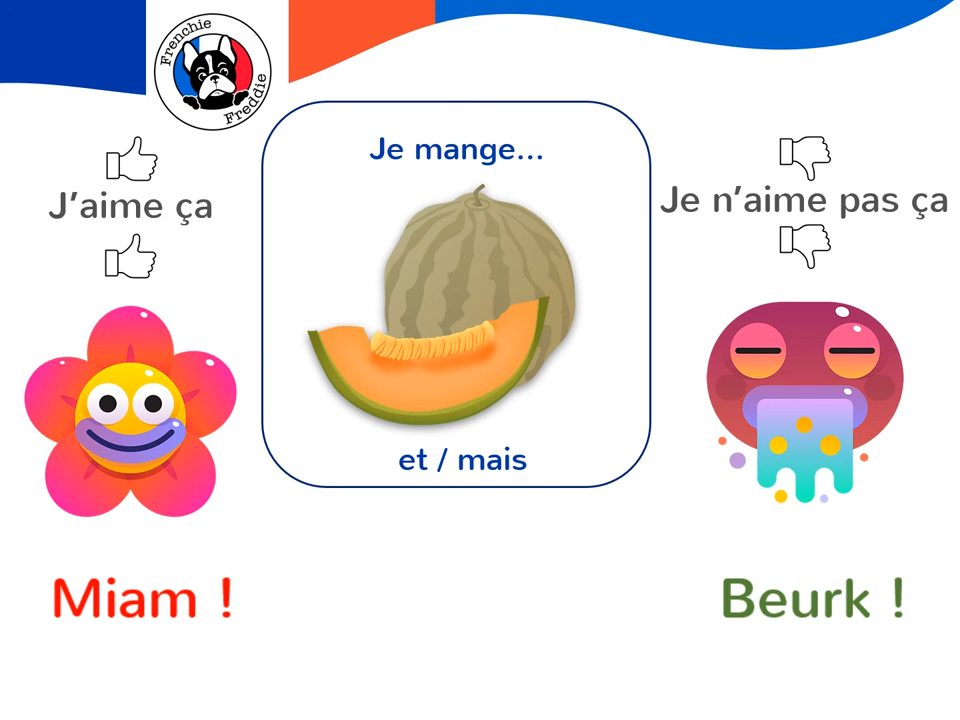 Frenchie
Freddie
Je mange...
J'aime ça
Je n'aime pas ça
et / mais
Miam !
Beurk !